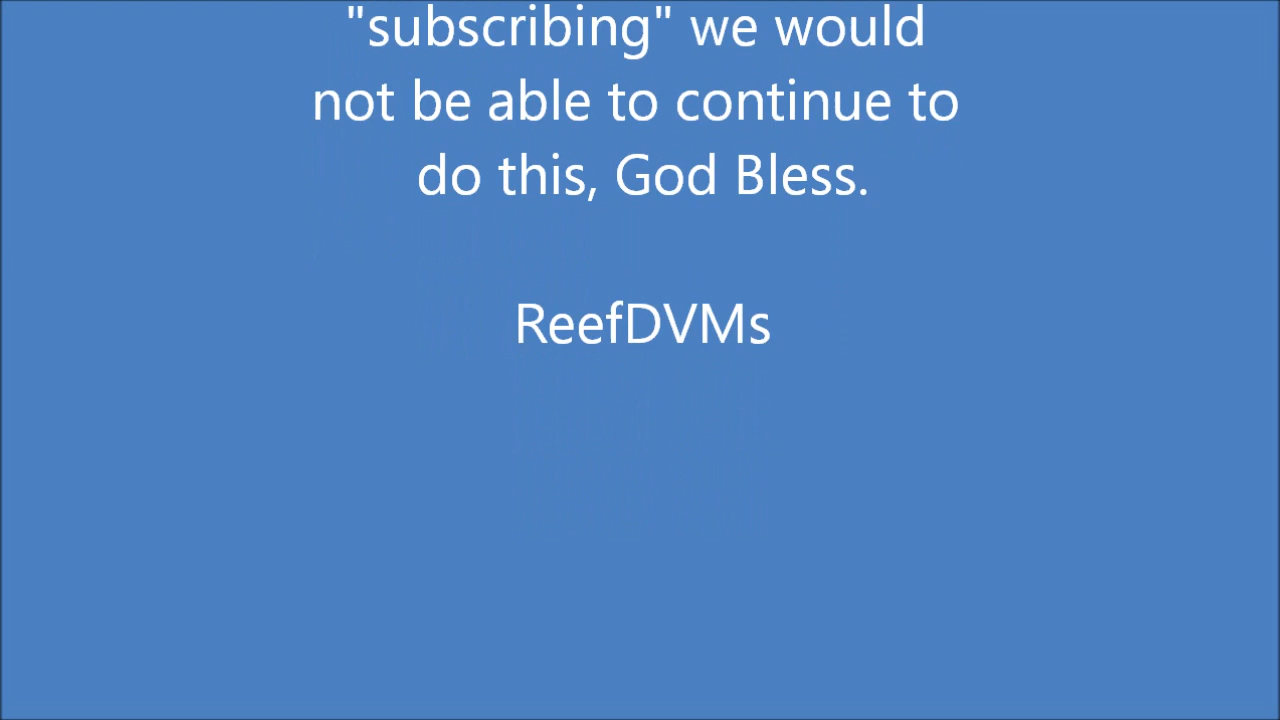 "subscribing" we would
not be able to continue to
do this, God Bless.
ReefDVMs